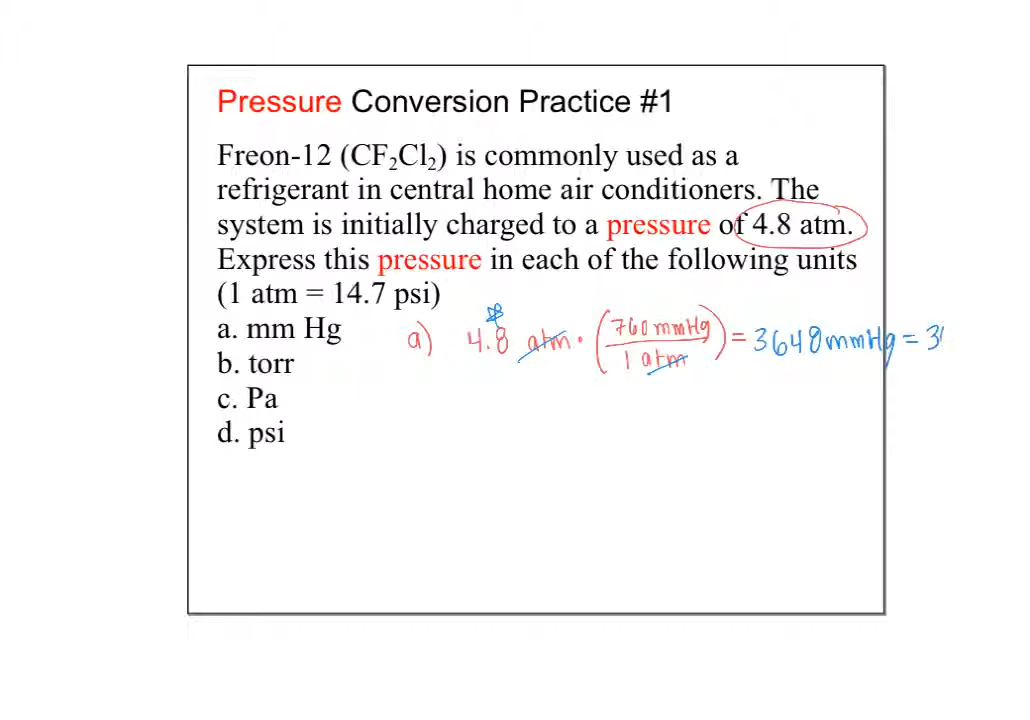 Pressure Conversion Practice #1
Freon-12 (CF₂Cl₂) is commonly used as a
refrigerant in central home air conditioners. The
system is initially charged to a pressure of 4.8 atm.
Express this pressure in each of the following units
(1 atm = 14.7 psi)
a. mm Hg
b. torr
c. Pa
d. psi
a) 4.8 atm · (760 mmHg / 1 atm) = 3648 mmHg = 3